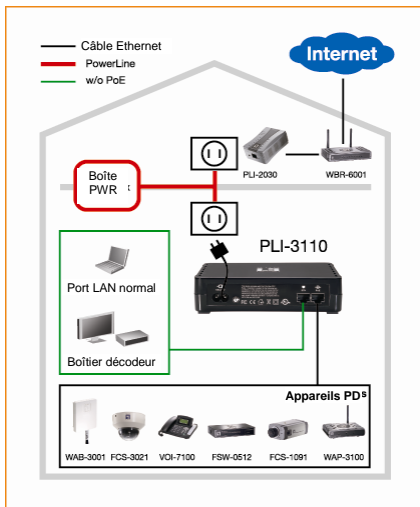 Câble Ethernet
PowerLine
w/o PoE
Internet
PLI-2030
WBR-6001
Boîte
PWR
PLI-3110
Port LAN normal
Boîtier décodeur
Appareils PDs
WAB-3001 FCS-3021 VOI-7100 FSW-0512 FCS-1091 WAP-3100